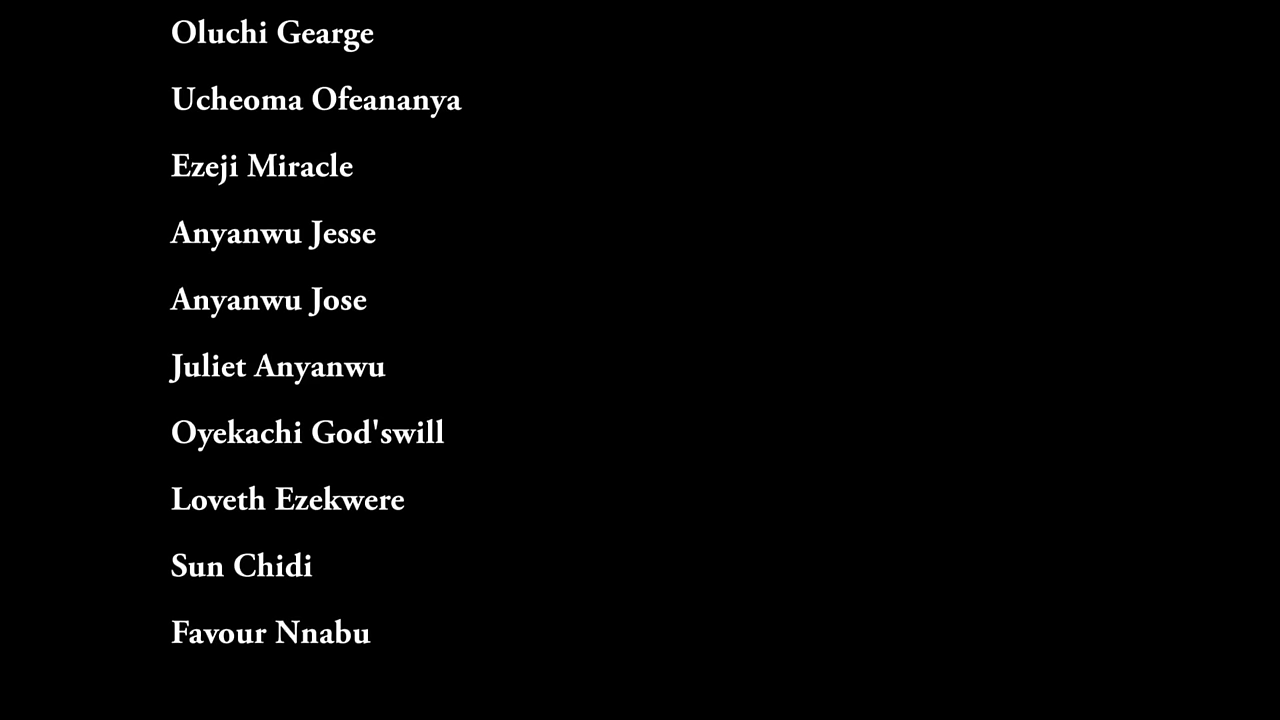 Oluchi Gearge
Ucheoma Ofeananya
Ezeji Miracle
Anyanwu Jesse
Anyanwu Jose
Juliet Anyanwu
Oyekachi God'swill
Loveth Ezekwere
Sun Chidi
Favour Nnabu